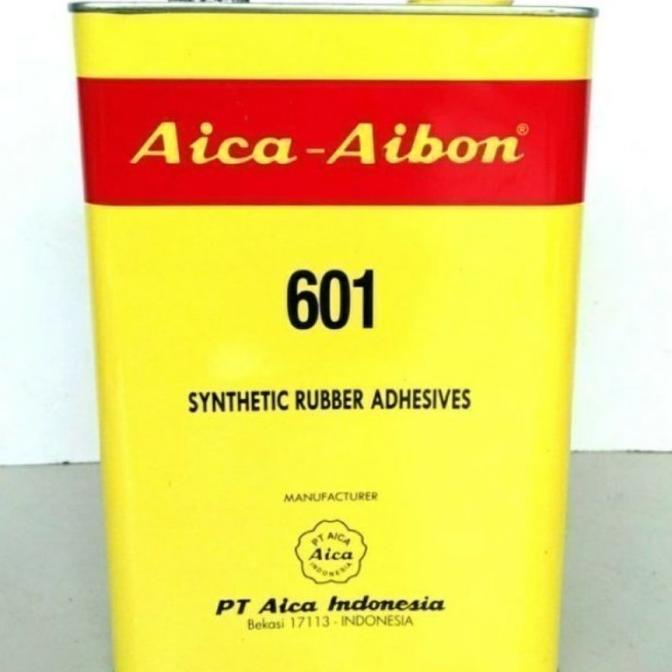 Aica-Aibon®
601
SYNTHETIC RUBBER ADHESIVES
MANUFACTURER
PT AICA
Aica
INDONESIA
PT Aica Indonesia
Bekasi 17113 - INDONESIA